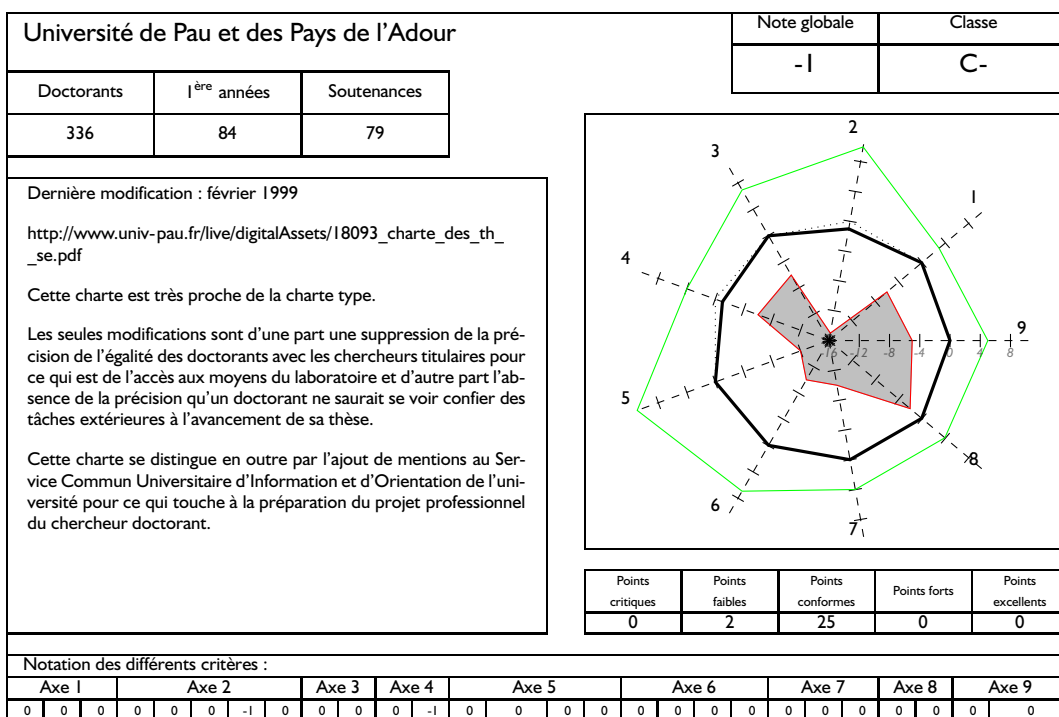 Université de Pau et des Pays de l'Adour
Note globale Classe
-1 C-
Doctorants 1ère années Soutenances
336 84 79
Dernière modification : février 1999
http://www.univ-pau.fr/live/digitalAssets/18093_charte_des_th_
_se.pdf
Cette charte est très proche de la charte type.
Les seules modifications sont d'une part une suppression de la pré-
cision de l'égalité des doctorants avec les chercheurs titulaires pour
ce qui est de l'accès aux moyens du laboratoire et d'autre part l'ab-
sence de la précision qu'un doctorant ne saurait se voir confier des
tâches extérieures à l'avancement de sa thèse.
Cette charte se distingue en outre par l'ajout de mentions au Ser-
vice Commun Universitaire d'Information et d'Orientation de l'uni-
versité pour ce qui touche à la préparation du projet professionnel
du chercheur doctorant.
2
3
1
4
9
-16 -12 -8 -4 0 4 8
5
8
6
7
Points critiques Points faibles Points conformes Points forts Points excellents
0 2 25 0 0
Notation des différents critères :
Axe 1 Axe 2 Axe 3 Axe 4 Axe 5 Axe 6 Axe 7 Axe 8 Axe 9
0 0 0 0 0 0 -1 0 0 0 0 -1 0 0 0 0 0 0 0 0 0 0 0 0 0 0 0